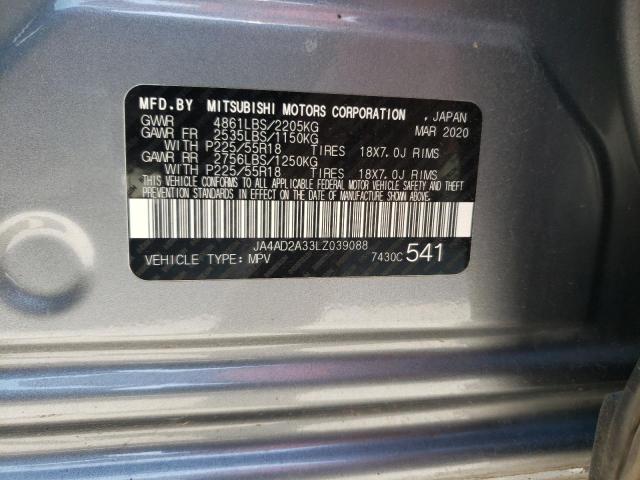 MFD.BY MITSUBISHI MOTORS CORPORATION , JAPAN
GVWR 4861LBS/2205KG MAR 2020
GAWR FR 2535LBS/1150KG
WITH P225/55R18 TIRES 18X7.0J RIMS
GAWR RR 2756LBS/1250KG
WITH P225/55R18 TIRES 18X7.0J RIMS
THIS VEHICLE CONFORMS TO ALL APPLICABLE FEDERAL MOTOR VEHICLE SAFETY AND THEFT
PREVENTION STANDARDS IN EFFECT ON THE DATE OF MANUFACTURE SHOWN ABOVE.
JA4AD2A33LZ039088
VEHICLE TYPE: MPV 7430C 541